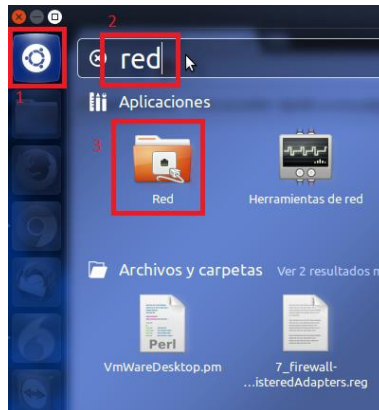 2
red
1
Aplicaciones
3
Red
Herramientas de red
Archivos y carpetas Ver 2 resultados m
Perl
VmWareDesktop.pm
7_firewall-
...isteredAdapters.reg